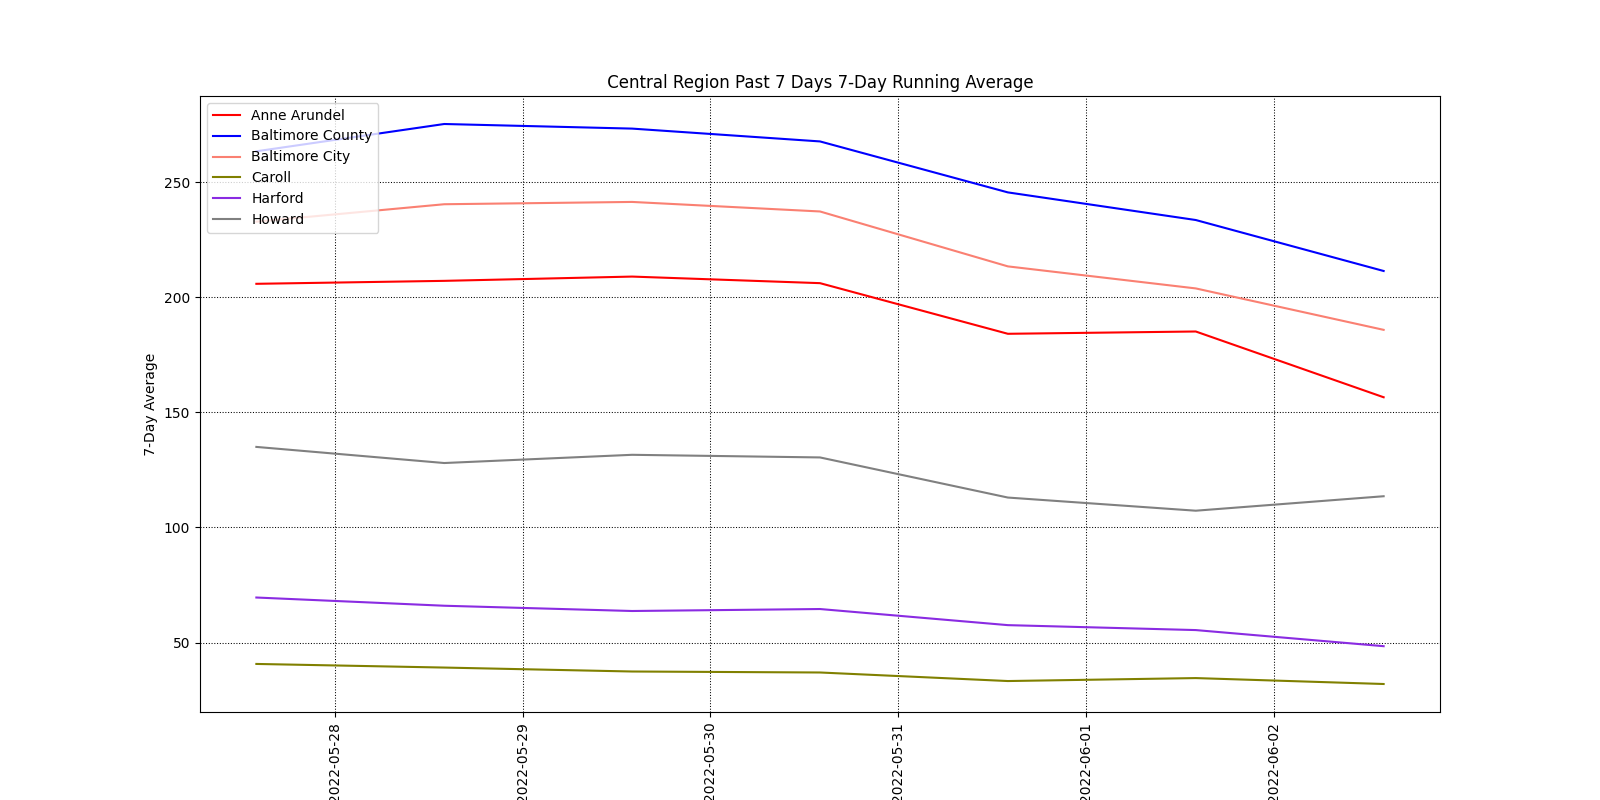 Central Region Past 7 Days 7-Day Running Average
Anne Arundel
Baltimore County
Baltimore City
Caroll
Harford
Howard
250
200
150
100
50
7-Day Average
2022-05-28
2022-05-29
2022-05-30
2022-05-31
2022-06-01
2022-06-02